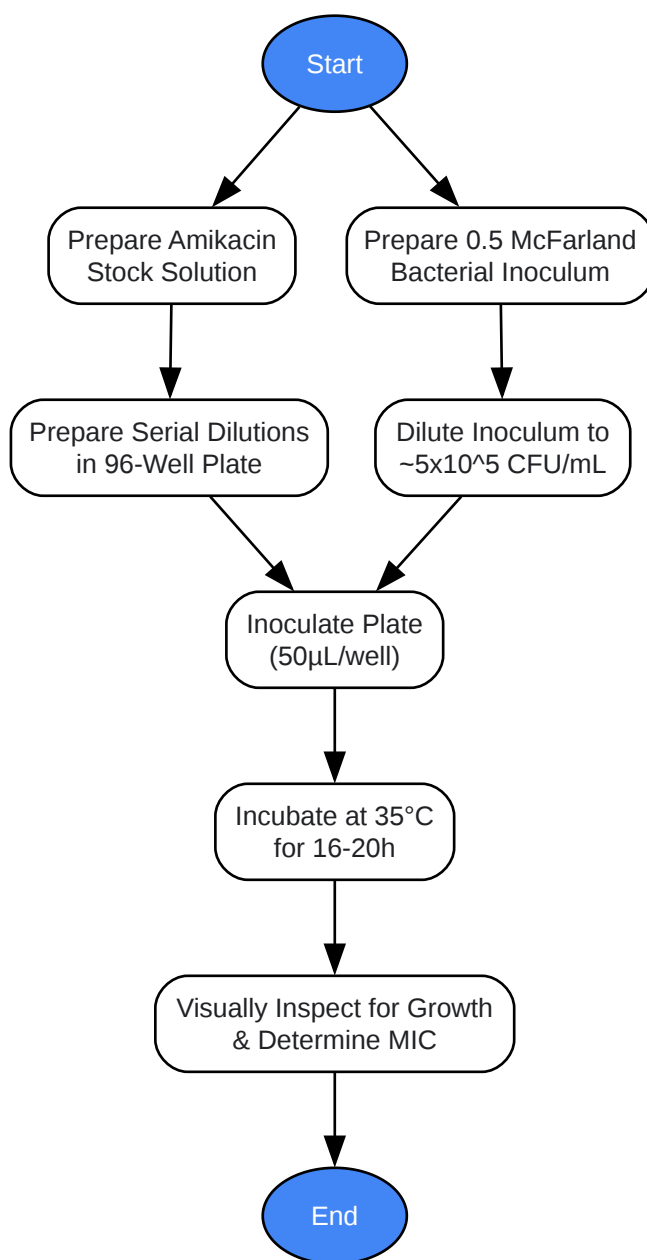 Start
Prepare Amikacin
Stock Solution
Prepare 0.5 McFarland
Bacterial Inoculum
Prepare Serial Dilutions
in 96-Well Plate
Dilute Inoculum to
~5x10^5 CFU/mL
Inoculate Plate
(50µL/well)
Incubate at 35°C
for 16-20h
Visually Inspect for Growth
& Determine MIC
End